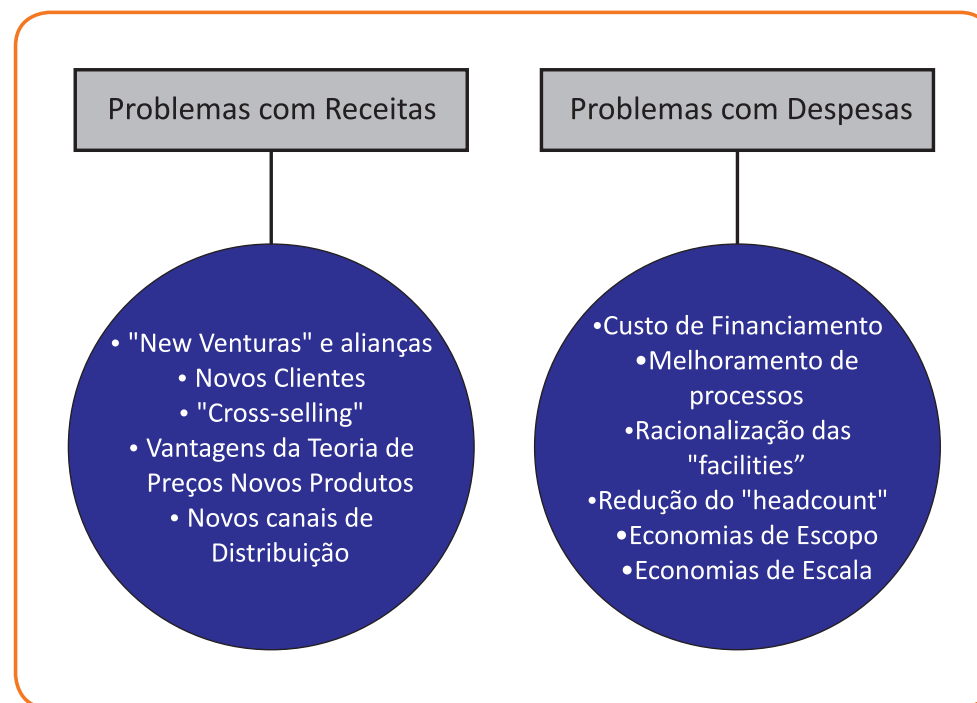 Problemas com Receitas
• "New Venturas" e alianças
• Novos Clientes
• "Cross-selling"
• Vantagens da Teoria de
Preços Novos Produtos
• Novos canais de
Distribuição
Problemas com Despesas
•Custo de Financiamento
•Melhoramento de
processos
•Racionalização das
"facilities”
•Redução do "headcount"
•Economias de Escopo
•Economias de Escala